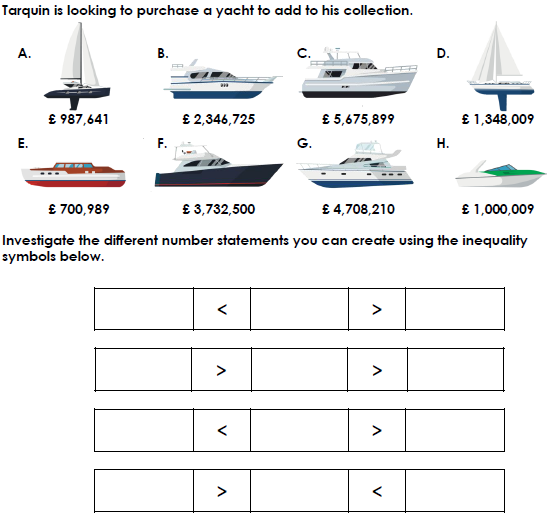 Tarquin is looking to purchase a yacht to add to his collection.
A. B. C. D.
£ 987,641 £ 2,346,725 £ 5,675,899 £ 1,348,009
E. F. G. H.
£ 700,989 £ 3,732,500 £ 4,708,210 £ 1,000,009
Investigate the different number statements you can create using the inequality
symbols below.
< >
> >
< >
> <